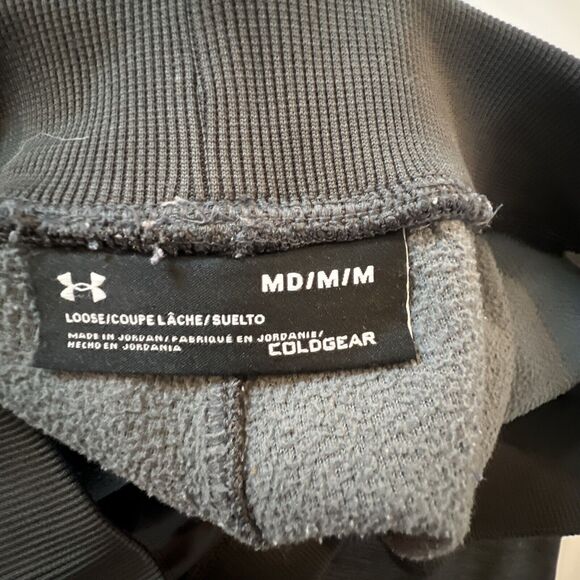 MD/M/M
LOOSE/COUPE LÂCHE/SUELTO
MADE IN JORDAN/FABRIQUÉ EN JORDANIE/
HECHO EN JORDANIA
COLDGEAR